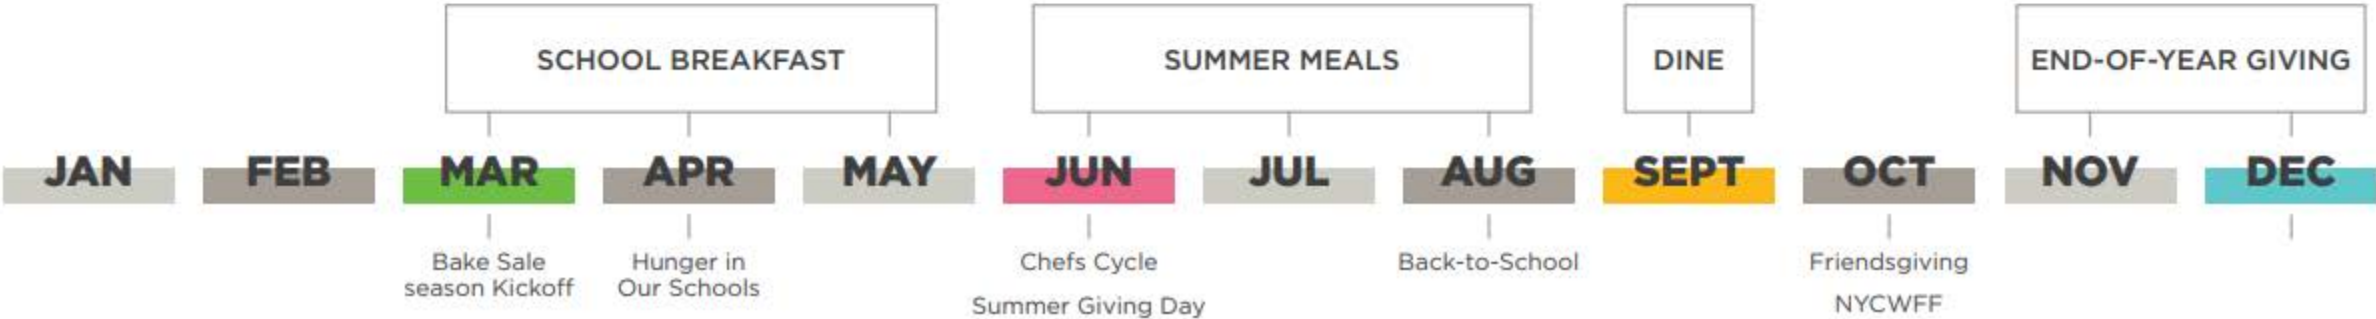 SCHOOL BREAKFAST
SUMMER MEALS
DINE
END-OF-YEAR GIVING
JAN
FEB
MAR
APR
MAY
JUN
JUL
AUG
SEPT
OCT
NOV
DEC
Bake Sale
season Kickoff
Hunger in
Our Schools
Chefs Cycle
Summer Giving Day
Back-to-School
Friendsgiving
NYCWFF